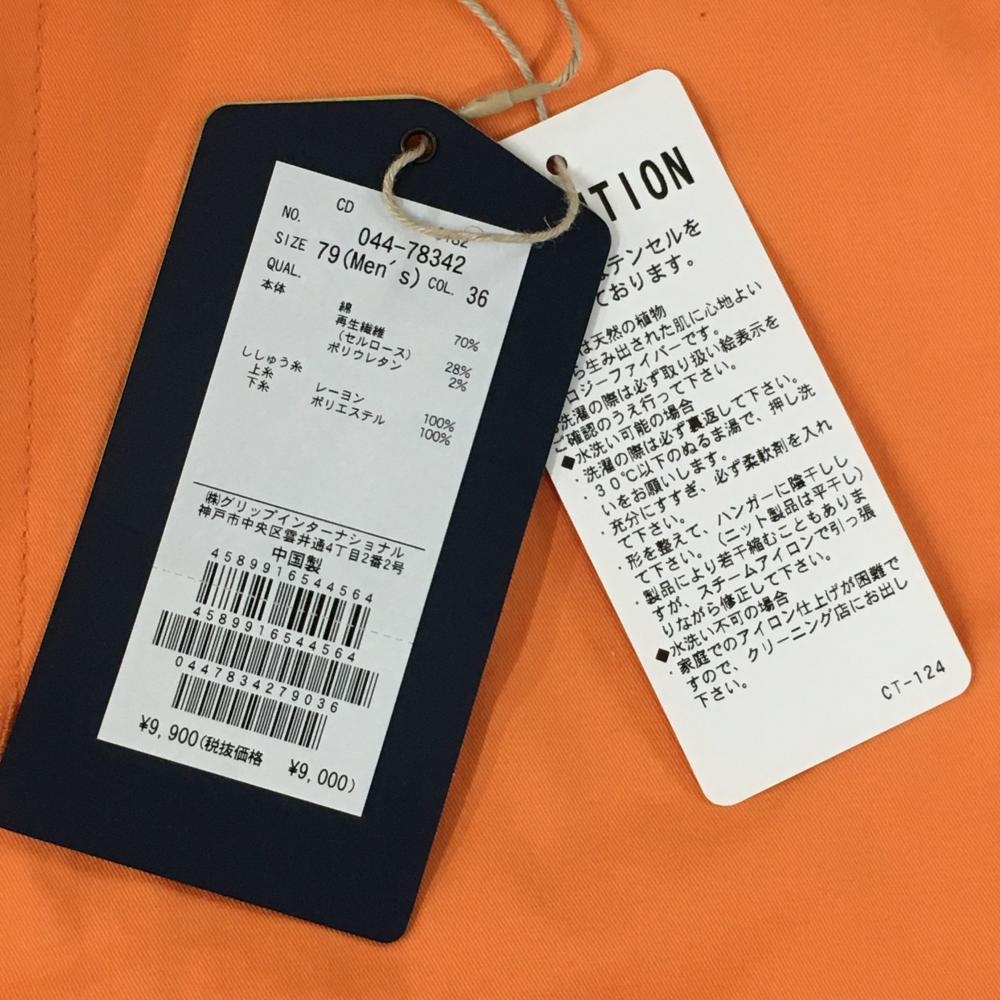 CD
NO. 044-78342
SIZE 79(Men's) COL. 36
QUAL.
本体
綿 70%
再生繊維
(セルロース) 28%
ポリウレタン 2%
ししゅう糸
上糸 レーヨン 100%
下糸 ポリエステル 100%
㈱グリップインターナショナル
神戸市中央区雲井通4丁目2番2号
中国製
4589916544564
4589916544564
0447834279036
¥9,900(税抜価格 ¥9,000)
TION
テンセルを
ております。
は天然の植物
ら生み出された肌に心地よい
ロジーファイバーです。
洗濯の際は必ず取り扱い絵表示を
ご確認のうえ行って下さい。
◆水洗い可能の場合
・洗濯の際は必ず裏返して下さい。
・30℃以下のぬるま湯で、押し洗
いをお願いします。
・充分にすすぎ、必ず柔軟剤を入れ
て下さい。
・形を整えて、ハンガーに陰干しし
て下さい。(ニット製品は平干し)
・製品により若干縮むこともありま
すが、スチームアイロンで引っ張
りながら修正して下さい。
◆水洗い不可の場合
・家庭でのアイロン仕上げが困難で
すので、クリーニング店にお出し
下さい。
CT-124